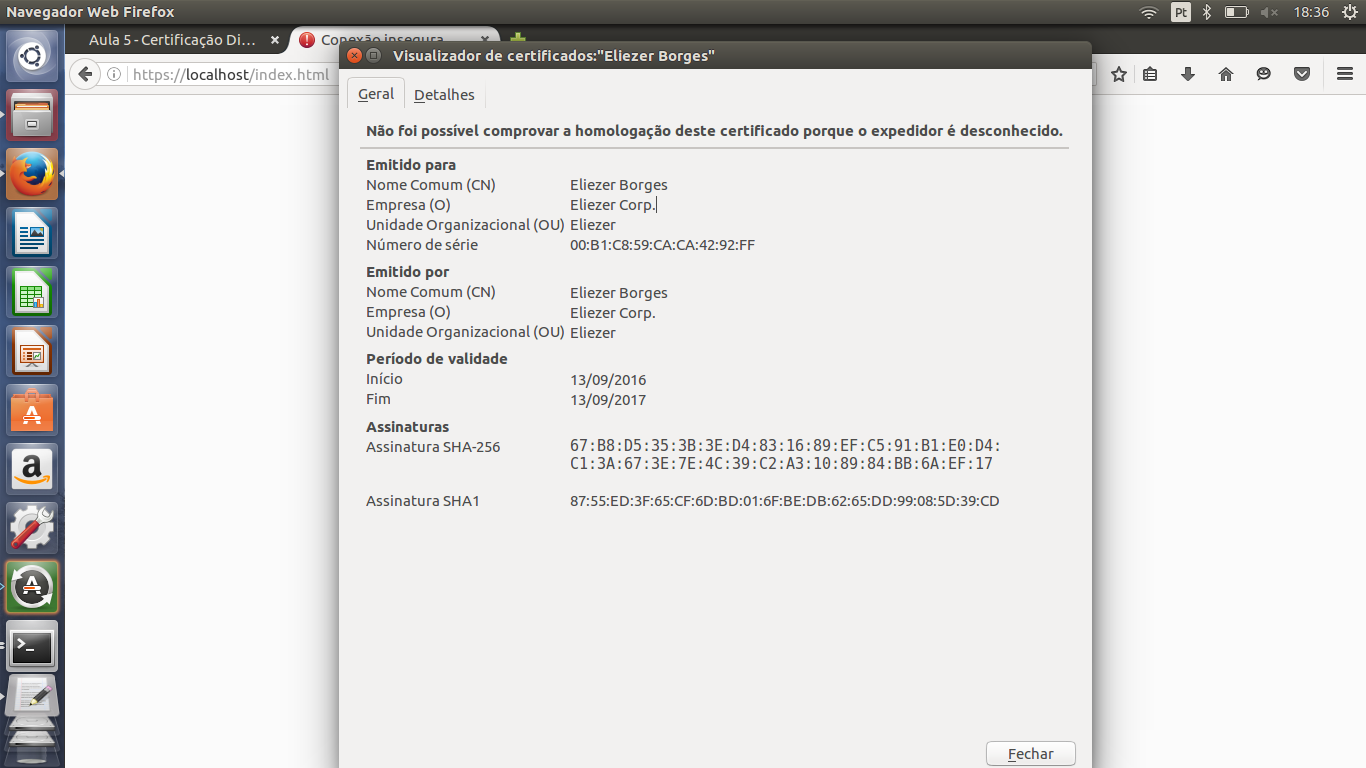 Navegador Web Firefox
Pt
18:36
Aula 5 - Certificação Di...
Conexão insegura
https://localhost/index.html
Visualizador de certificados:"Eliezer Borges"
Geral
Detalhes
Não foi possível comprovar a homologação deste certificado porque o expedidor é desconhecido.
Emitido para
Nome Comum (CN) Eliezer Borges
Empresa (O) Eliezer Corp.
Unidade Organizacional (OU) Eliezer
Número de série 00:B1:C8:59:CA:CA:42:92:FF
Emitido por
Nome Comum (CN) Eliezer Borges
Empresa (O) Eliezer Corp.
Unidade Organizacional (OU) Eliezer
Período de validade
Início 13/09/2016
Fim 13/09/2017
Assinaturas
Assinatura SHA-256 67:B8:D5:35:3B:3E:D4:83:16:89:EF:C5:91:B1:E0:D4:
C1:3A:67:3E:7E:4C:39:C2:A3:10:89:84:BB:6A:EF:17
Assinatura SHA1 87:55:ED:3F:65:CF:6D:BD:01:6F:BE:DB:62:65:DD:99:08:5D:39:CD
Fechar